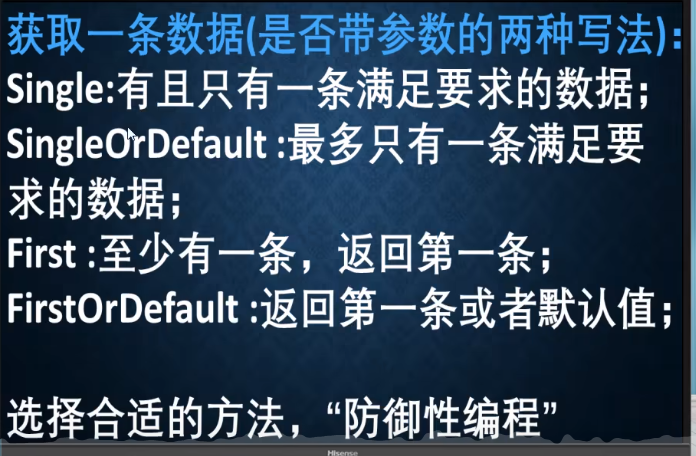 获取一条数据(是否带参数的两种写法):
Single:有且只有一条满足要求的数据；
SingleOrDefault :最多只有一条满足要
求的数据；
First :至少有一条，返回第一条；
FirstOrDefault :返回第一条或者默认值；
选择合适的方法，“防御性编程”
Hisense